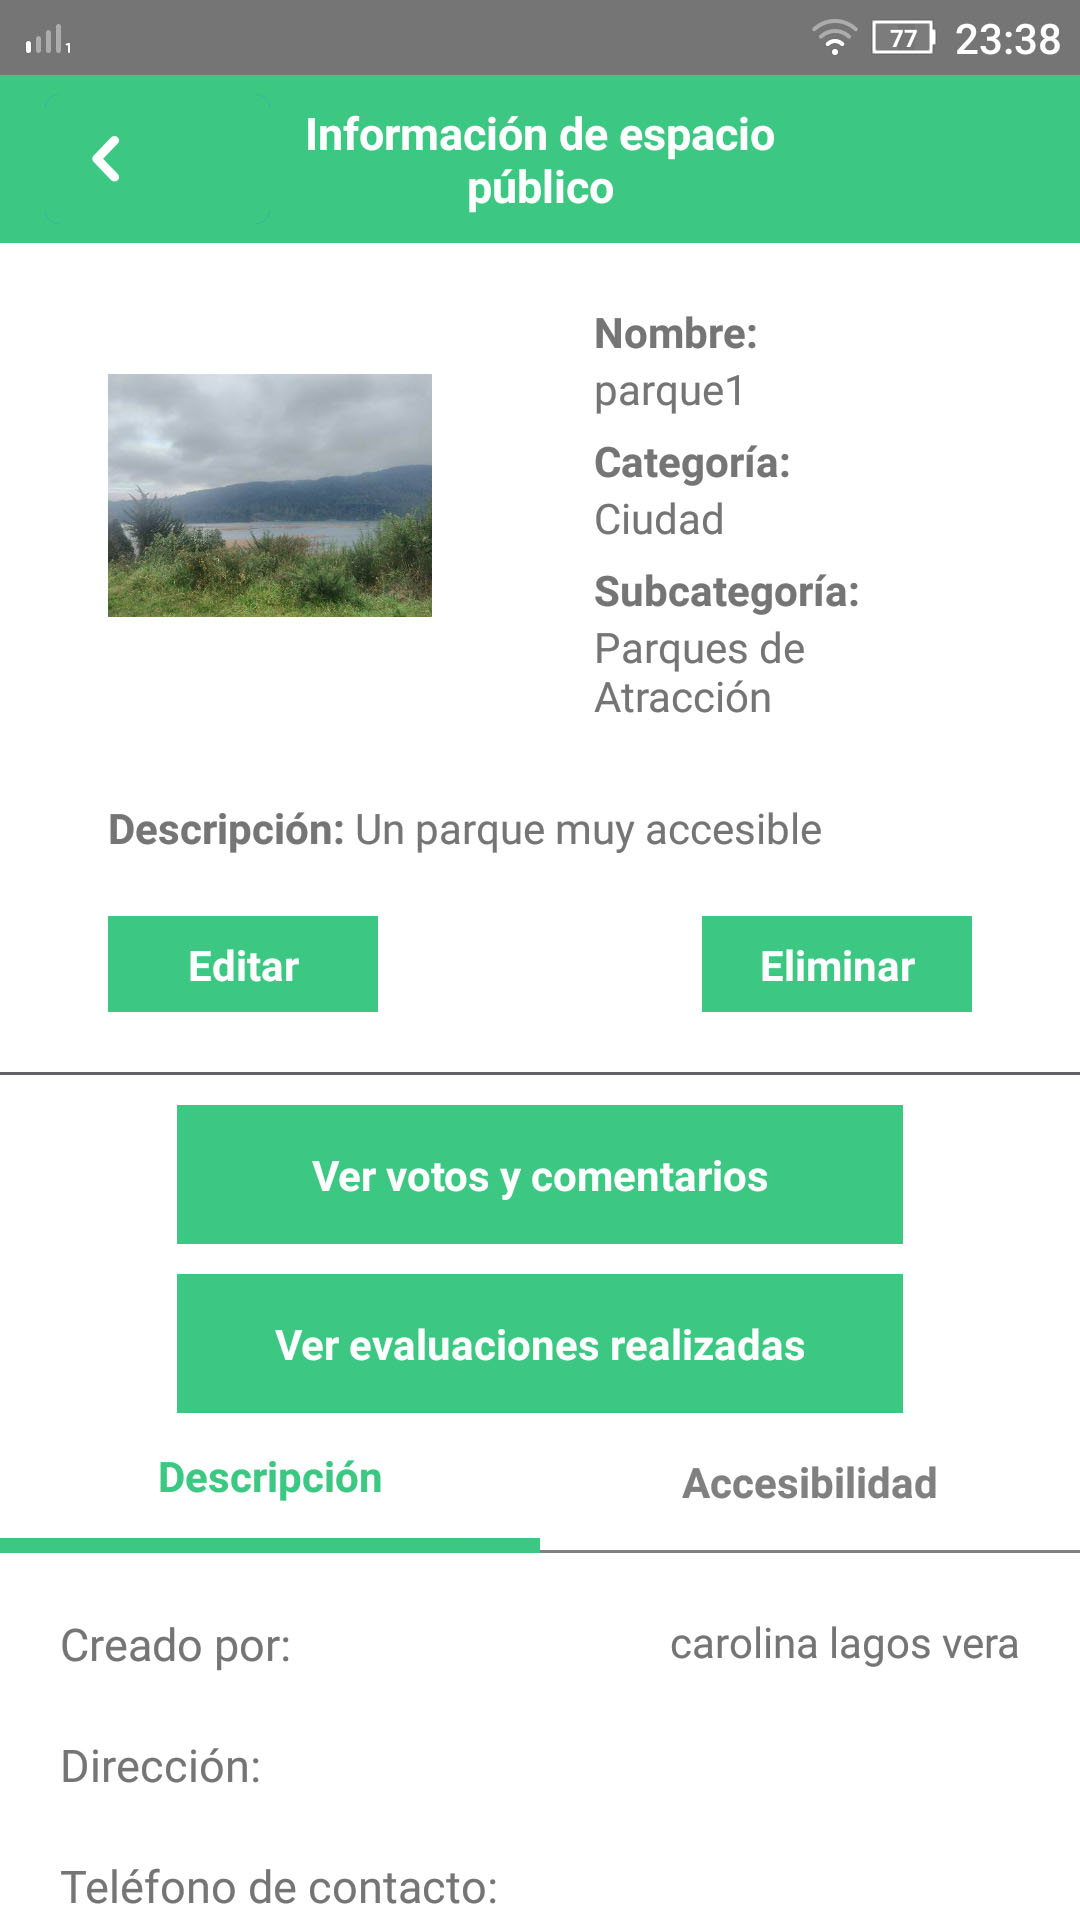 1
77
23:38
Información de espacio
público
Nombre:
parque1
Categoría:
Ciudad
Subcategoría:
Parques de
Atracción
Descripción: Un parque muy accesible
Editar
Eliminar
Ver votos y comentarios
Ver evaluaciones realizadas
Descripción
Accesibilidad
Creado por:
carolina lagos vera
Dirección:
Teléfono de contacto: